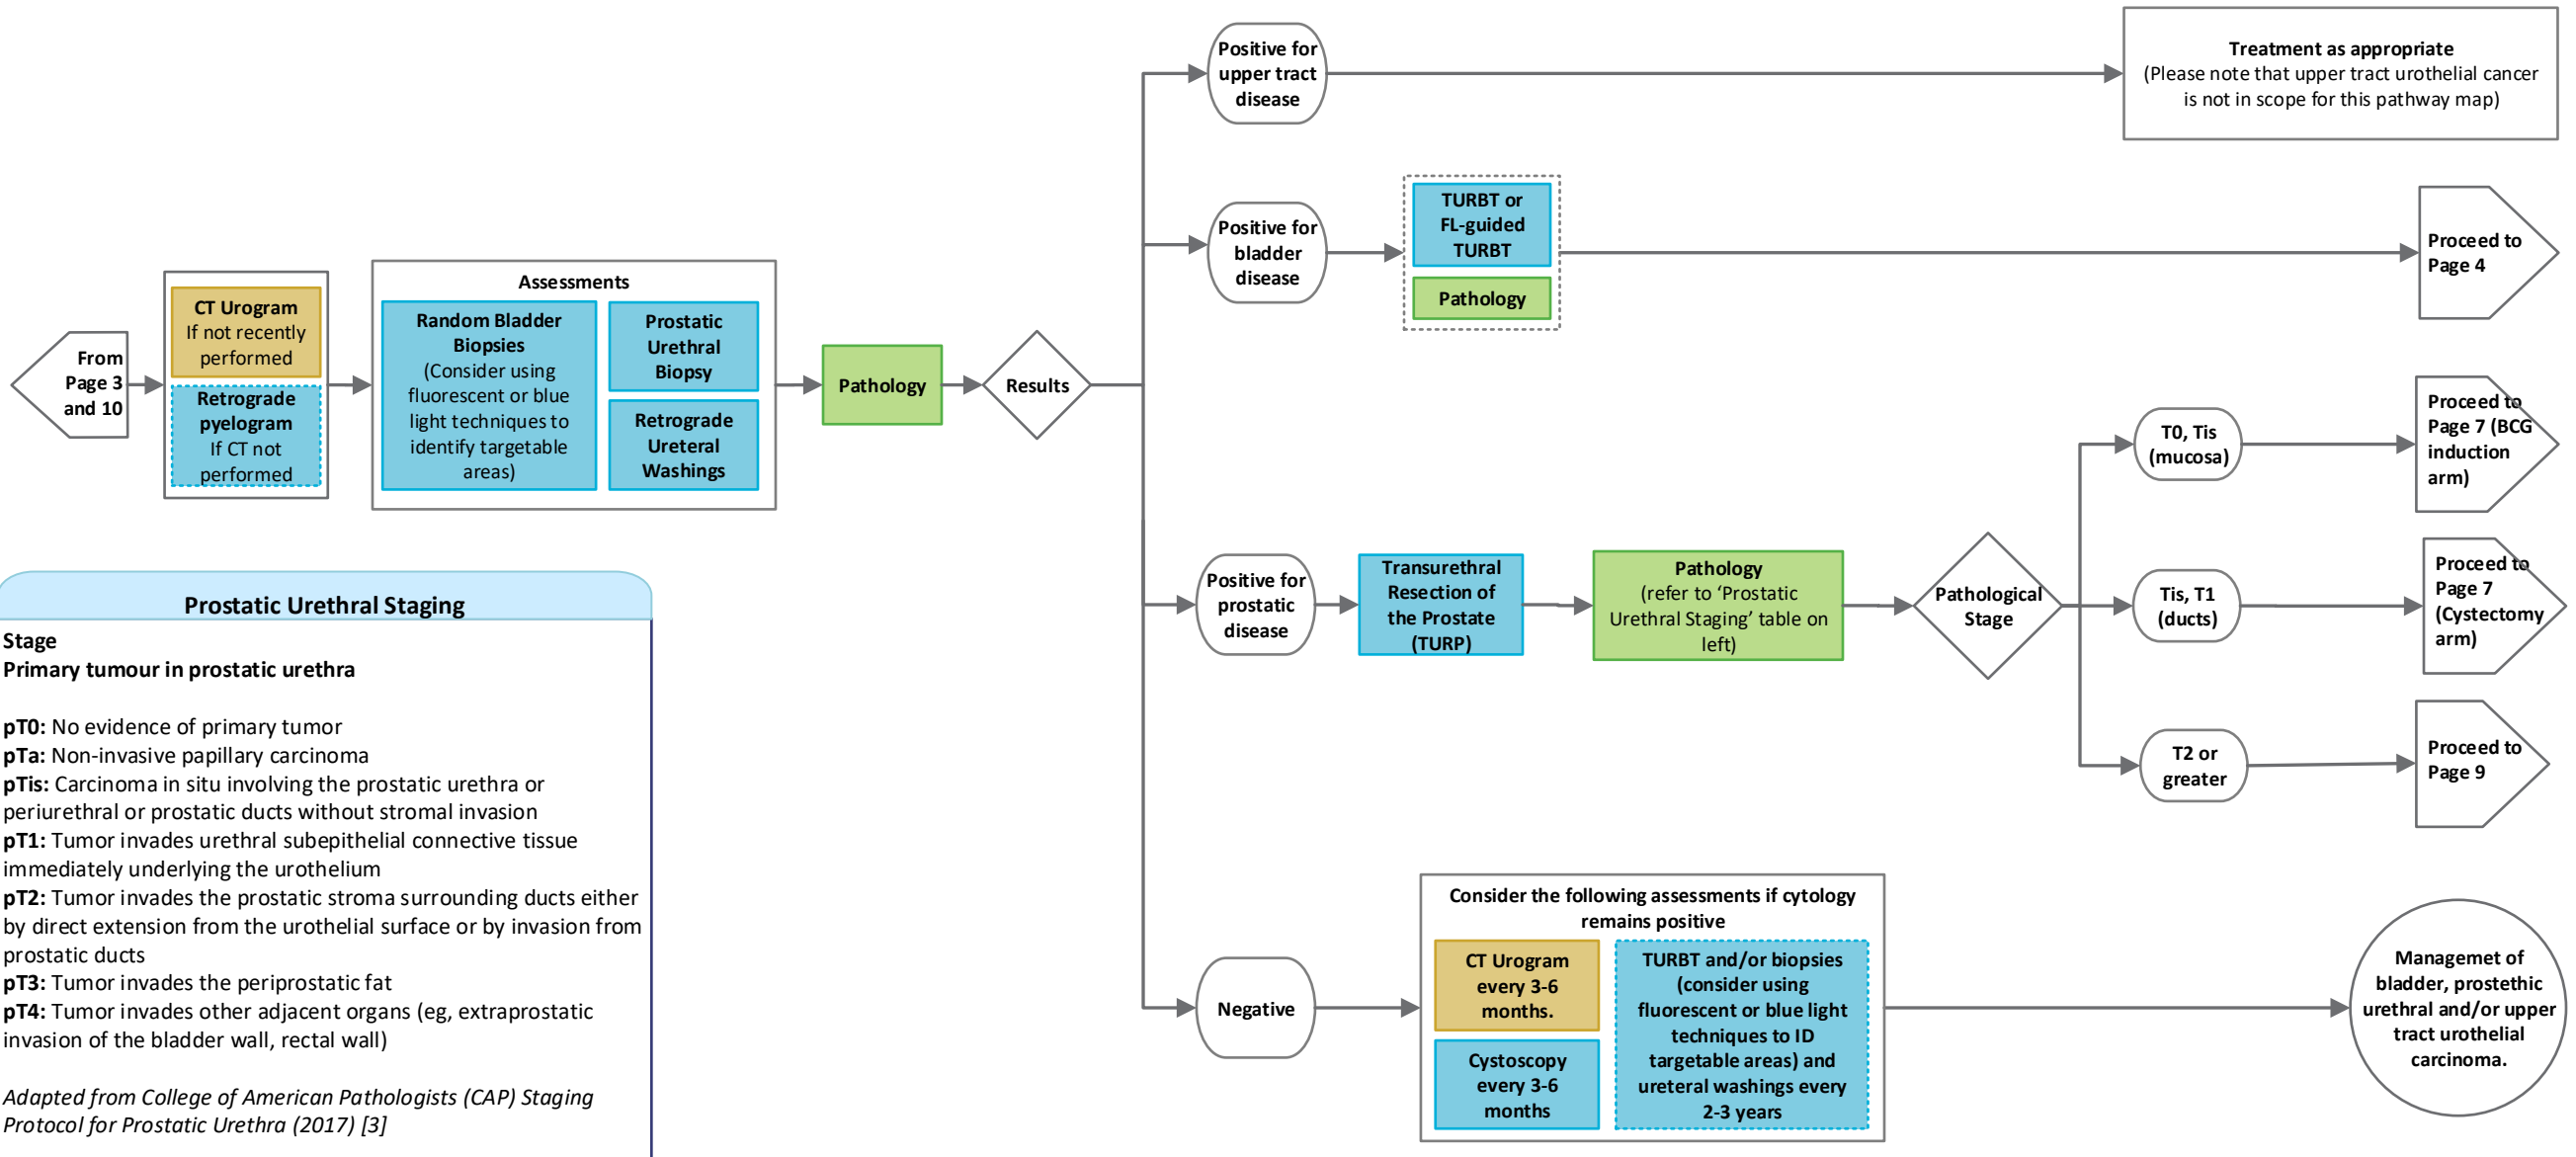 From
Page 3
and 10
CT Urogram
If not recently
performed
Retrograde
pyelogram
If CT not
performed
Assessments
Random Bladder
Biopsies
(Consider using
fluorescent or blue
light techniques to
identify targetable
areas)
Prostatic
Urethral
Biopsy
Retrograde
Ureteral
Washings
Pathology
Results
Positive for
upper tract
disease
Treatment as appropriate
(Please note that upper tract urothelial cancer
is not in scope for this pathway map)
Positive for
bladder
disease
TURBT or
FL-guided
TURBT
Pathology
Proceed to
Page 4
Positive for
prostatic
disease
Transurethral
Resection of
the Prostate
(TURP)
Pathology
(refer to ‘Prostatic
Urethral Staging’ table on
left)
Pathological
Stage
T0, Tis
(mucosa)
Proceed to
Page 7 (BCG
induction
arm)
Tis, T1
(ducts)
Proceed to
Page 7
(Cystectomy
arm)
T2 or
greater
Proceed to
Page 9
Negative
Consider the following assessments if cytology
remains positive
CT Urogram
every 3-6
months.
Cystoscopy
every 3-6
months
TURBT and/or biopsies
(consider using
fluorescent or blue light
techniques to ID
targetable areas) and
ureteral washings every
2-3 years
Managemet of
bladder, prostethic
urethral and/or upper
tract urothelial
carcinoma.
Prostatic Urethral Staging
Stage
Primary tumour in prostatic urethra
pT0: No evidence of primary tumor
pTa: Non-invasive papillary carcinoma
pTis: Carcinoma in situ involving the prostatic urethra or
periurethral or prostatic ducts without stromal invasion
pT1: Tumor invades urethral subepithelial connective tissue
immediately underlying the urothelium
pT2: Tumor invades the prostatic stroma surrounding ducts either
by direct extension from the urothelial surface or by invasion from
prostatic ducts
pT3: Tumor invades the periprostatic fat
pT4: Tumor invades other adjacent organs (eg, extraprostatic
invasion of the bladder wall, rectal wall)
Adapted from College of American Pathologists (CAP) Staging
Protocol for Prostatic Urethra (2017) [3]